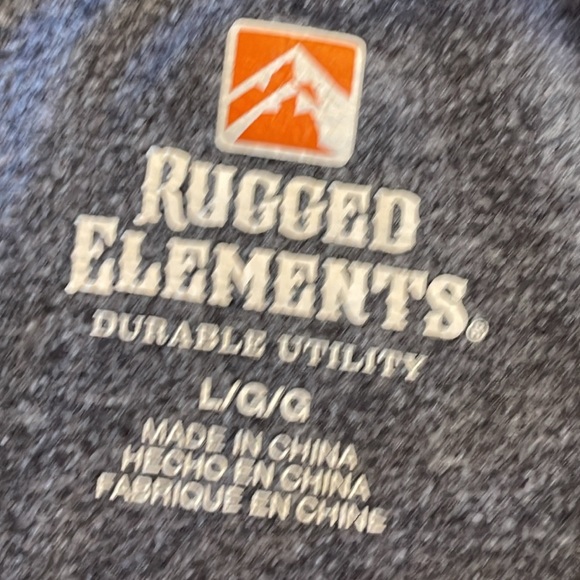 RUGGED
ELEMENTS®
DURABLE UTILITY
L/G/G
MADE IN CHINA
HECHO EN CHINA
FABRIQUE EN CHINE